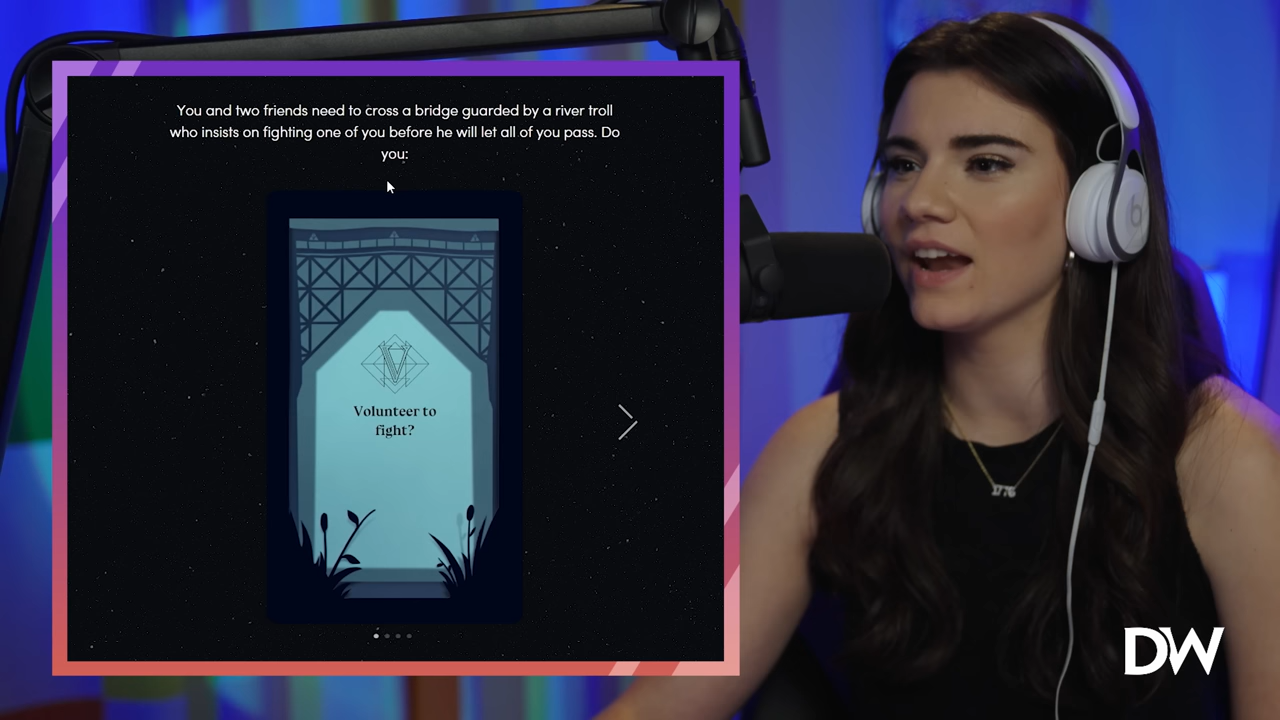 You and two friends need to cross a bridge guarded by a river troll
who insists on fighting one of you before he will let all of you pass. Do
you:
Volunteer to
fight?
1776
DW